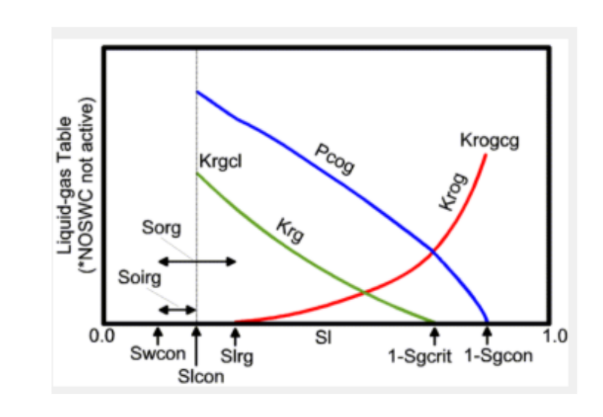 Liquid-gas Table
(*NOSWC not active)
Krogcg
Pcog
Krgcl
Krog
Sorg
Krg
Soirg
0.0
Sl
1.0
Swcon
Slrg
1-Sgcrit
1-Sgcon
Slcon